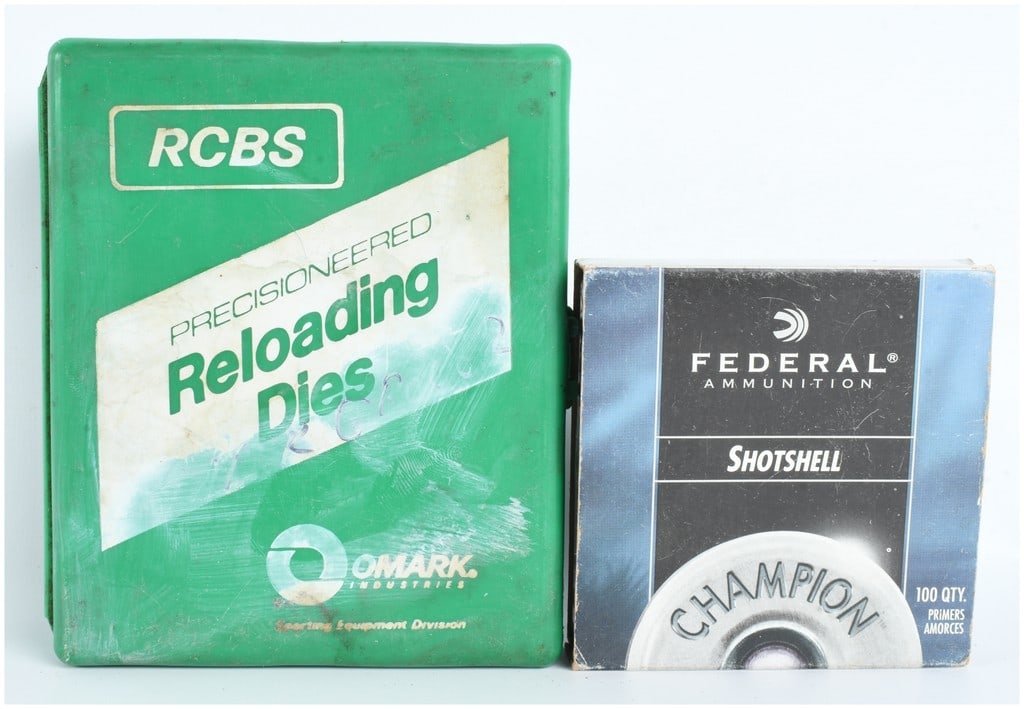 RCBS
PRECISIONEERED
Reloading
Dies
OMARK.
INDUSTRIES
Sporting Equipment Division
FEDERAL®
AMMUNITION
SHOTSHELL
CHAMPION
100 QTY.
PRIMERS
AMORCES